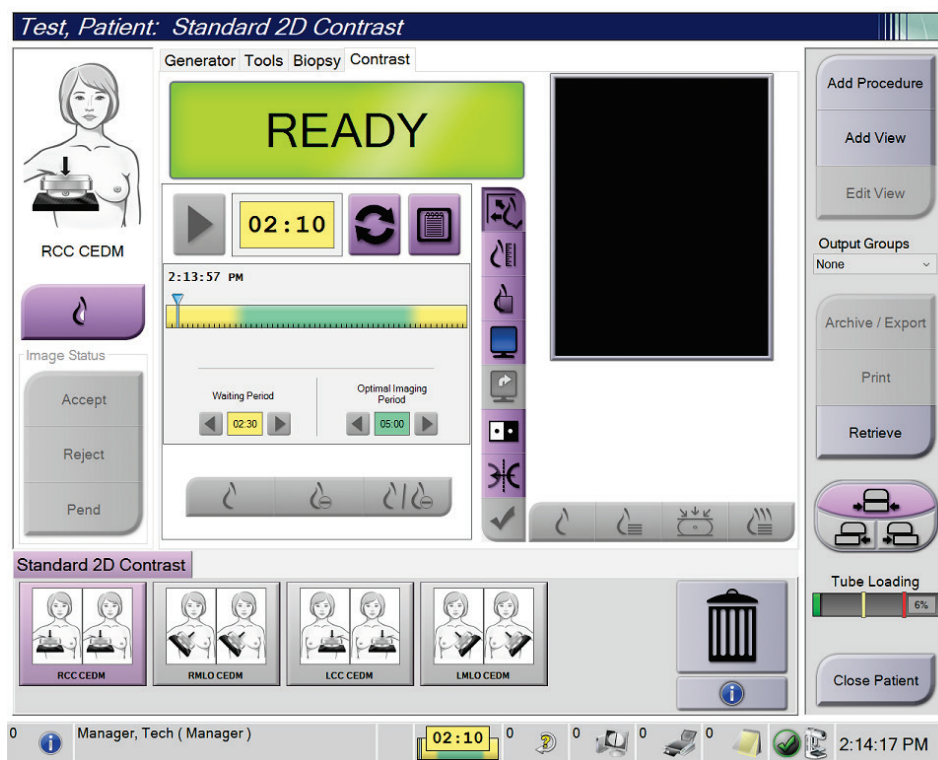 Test, Patient: Standard 2D Contrast
Generator Tools Biopsy Contrast
READY
RCC CEDM
02:10
2:13:57 PM
Waiting Period
02:30
Optimal Imaging
Period
05:00
Image Status
Accept
Reject
Pend
Add Procedure
Add View
Edit View
Output Groups
None
Archive / Export
Print
Retrieve
Tube Loading
6%
Close Patient
Standard 2D Contrast
RCC CEDM
RMLO CEDM
LCC CEDM
LMLO CEDM
0
Manager, Tech ( Manager )
02:10
0
0
0
0
2:14:17 PM